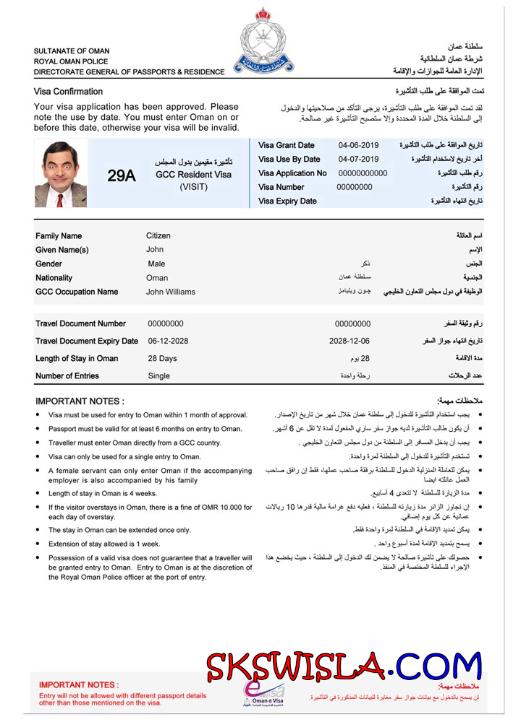 SULTANATE OF OMAN
ROYAL OMAN POLICE
DIRECTORATE GENERAL OF PASSPORTS & RESIDENCE
سلطنة عمان
شرطة عمان السلطانية
الإدارة العامة للجوازات والإقامة
Visa Confirmation
تمت الموافقة على طلب التأشيرة
Your visa application has been approved. Please
note the use by date. You must enter Oman on or
before this date, otherwise your visa will be invalid.
لقد تمت الموافقة على طلب التأشيرة، يرجى التأكد من صلاحيتها والدخول
إلى السلطنة خلال المدة المحددة وإلا ستصبح التأشيرة غير صالحة.
29A
تأشيرة مقيمين بدول المجلس
GCC Resident Visa
(VISIT)
Visa Grant Date 04-06-2019 تاريخ الموافقة على طلب التأشيرة
Visa Use By Date 04-07-2019 آخر تاريخ لاستخدام التأشيرة
Visa Application No 00000000000 رقم طلب التأشيرة
Visa Number 00000000 رقم التأشيرة
Visa Expiry Date تاريخ انتهاء التأشيرة
Family Name Citizen اسم العائلة
Given Name(s) John الإسم
Gender Male ذكر الجنس
Nationality Oman سلطنة عمان الجنسية
GCC Occupation Name John Williams جون ويليامز الوظيفة في دول مجلس التعاون الخليجي
Travel Document Number 00000000 00000000 رقم وثيقة السفر
Travel Document Expiry Date 06-12-2028 2028-12-06 تاريخ انتهاء جواز السفر
Length of Stay in Oman 28 Days 28 يوم مدة الاقامة
Number of Entries Single رحلة واحدة عدد الرحلات
IMPORTANT NOTES :
• Visa must be used for entry to Oman within 1 month of approval.
• Passport must be valid for at least 6 months on entry to Oman.
• Traveller must enter Oman directly from a GCC country.
• Visa can only be used for a single entry to Oman.
• A female servant can only enter Oman if the accompanying
employer is also accompanied by his family
• Length of stay in Oman is 4 weeks.
• If the visitor overstays in Oman, there is a fine of OMR 10.000 for
each day of overstay.
• The stay in Oman can be extended once only.
• Extension of stay allowed is 1 week.
• Possession of a valid visa does not guarantee that a traveller will
be granted entry to Oman. Entry to Oman is at the discretion of
the Royal Oman Police officer at the port of entry.
ملاحظات مهمة:
• يجب استخدام التأشيرة للدخول إلى سلطنة عمان خلال شهر من تاريخ الإصدار.
• أن يكون طالب التأشيرة لديه جواز سفر ساري المفعول لمدة لا تقل عن 6 أشهر.
• يجب أن يدخل المسافر إلى السلطنة من دول مجلس التعاون الخليجي .
• تستخدم التأشيرة للدخول إلى السلطنة لمرة واحدة.
• يمكن للعاملة المنزلية الدخول للسلطنة برفقة صاحب عملها، فقط إن رافق صاحب
العمل عائلته ايضا
• مدة الزيارة للسلطنة لا تتعدى 4 أسابيع.
• إن تجاوز الزائر مدة زيارته للسلطنة ، فعليه دفع غرامة مالية قدرها 10 ريالات
عمانية عن كل يوم إضافي.
• يمكن تمديد الإقامة في السلطنة لمرة واحدة فقط.
• يسمح بتمديد الإقامة لمدة أسبوع واحد .
• حصولك على تأشيرة صالحة لا يضمن لك الدخول إلى السلطنة ، حيث يخضع هذا
الإجراء للسلطة المختصة في المنفذ.
SKSWISLA.COM
IMPORTANT NOTES :
Entry will not be allowed with different passport details
other than those mentioned on the visa.
evisa
Oman e Visa
ملاحظات مهمة:
لن يسمح بالدخول مع بيانات جواز سفر مغايرة للبيانات المذكورة في التأشيرة.